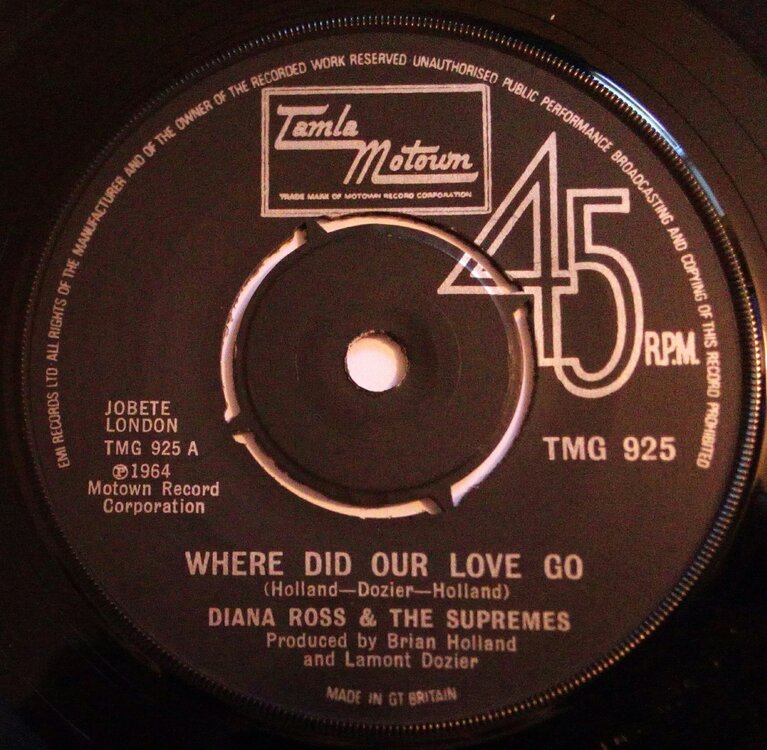 EMI RECORDS LTD ALL RIGHTS OF THE MANUFACTURER AND OF THE OWNER OF THE RECORDED WORK RESERVED UNAUTHORISED PUBLIC PERFORMANCE BROADCASTING AND COPYING OF THIS RECORD PROHIBITED
Tamla
Motown
TRADE MARK OF MOTOWN RECORD CORPORATION
45
R.P.M.
JOBETE
LONDON
TMG 925 A
℗1964
Motown Record
Corporation
TMG 925
WHERE DID OUR LOVE GO
(Holland—Dozier—Holland)
DIANA ROSS & THE SUPREMES
Produced by Brian Holland
and Lamont Dozier
MADE IN GT BRITAIN